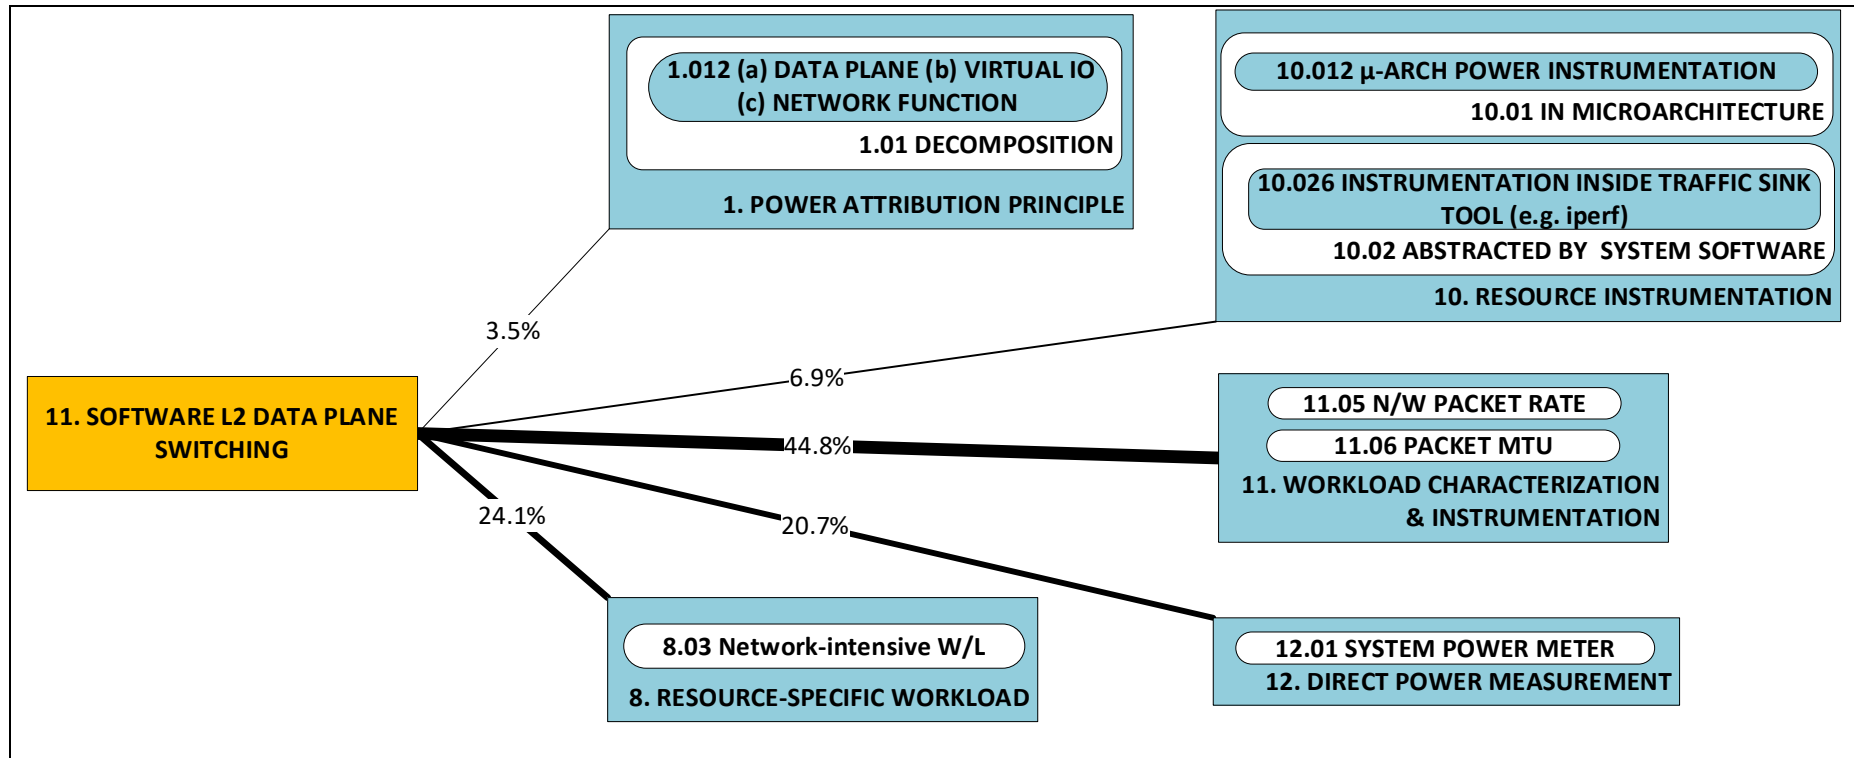 1.012 (a) DATA PLANE (b) VIRTUAL IO
(c) NETWORK FUNCTION
1.01 DECOMPOSITION
1. POWER ATTRIBUTION PRINCIPLE
10.012 µ-ARCH POWER INSTRUMENTATION
10.01 IN MICROARCHITECTURE
10.026 INSTRUMENTATION INSIDE TRAFFIC SINK
TOOL (e.g. iperf)
10.02 ABSTRACTED BY SYSTEM SOFTWARE
10. RESOURCE INSTRUMENTATION
3.5%
6.9%
11. SOFTWARE L2 DATA PLANE
SWITCHING
44.8%
11.05 N/W PACKET RATE
11.06 PACKET MTU
11. WORKLOAD CHARACTERIZATION
& INSTRUMENTATION
24.1%
20.7%
8.03 Network-intensive W/L
8. RESOURCE-SPECIFIC WORKLOAD
12.01 SYSTEM POWER METER
12. DIRECT POWER MEASUREMENT